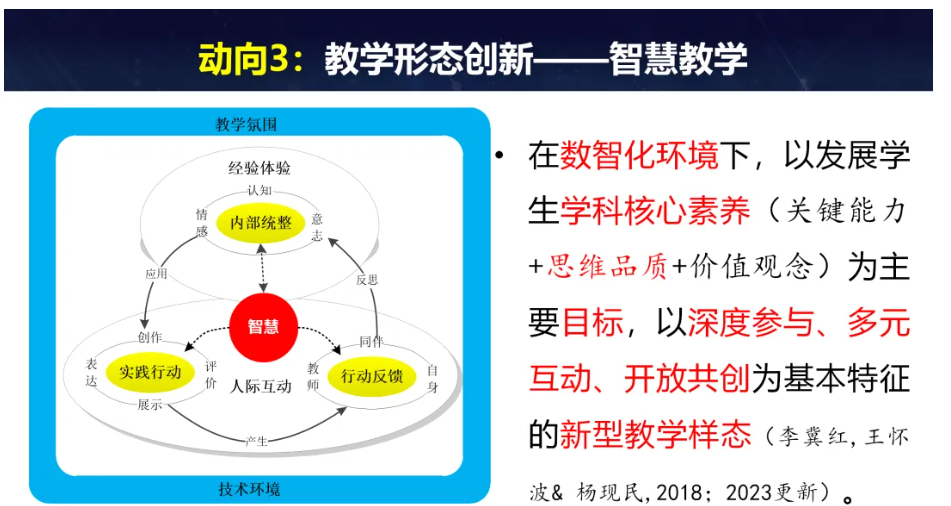 动向3：教学形态创新——智慧教学
教学氛围
经验体验
认知
情感
内部统整
意志
应用
反思
智慧
创作
同伴
表达
实践行动
评价
教师
行动反馈
自身
人际互动
展示
产生
技术环境
• 在数智化环境下，以发展学
生学科核心素养（关键能力
+思维品质+价值观念）为主
要目标，以深度参与、多元
互动、开放共创为基本特征
的新型教学样态（李冀红,王怀
波& 杨现民,2018；2023更新）。